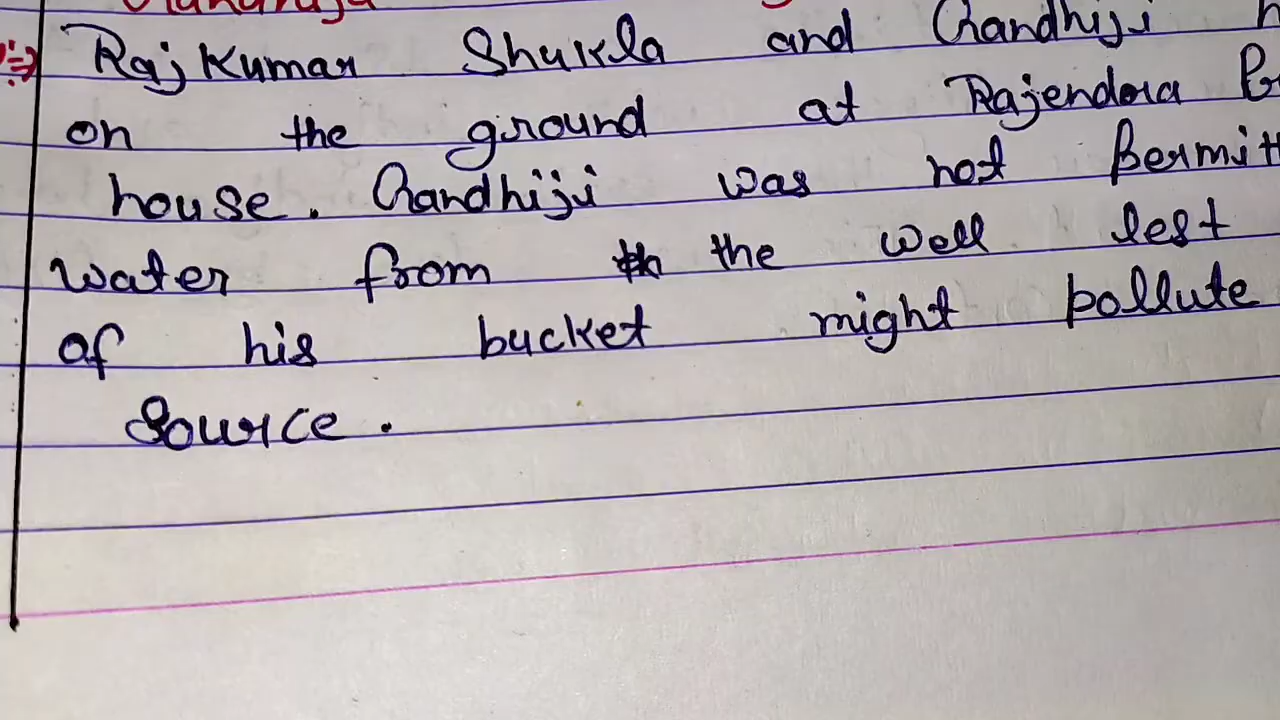 Rajkumar Shukla and Gandhiji
on the ground at Rajendra
house. Gandhiji was not
water from the well lest
of his bucket might pollute
Source.